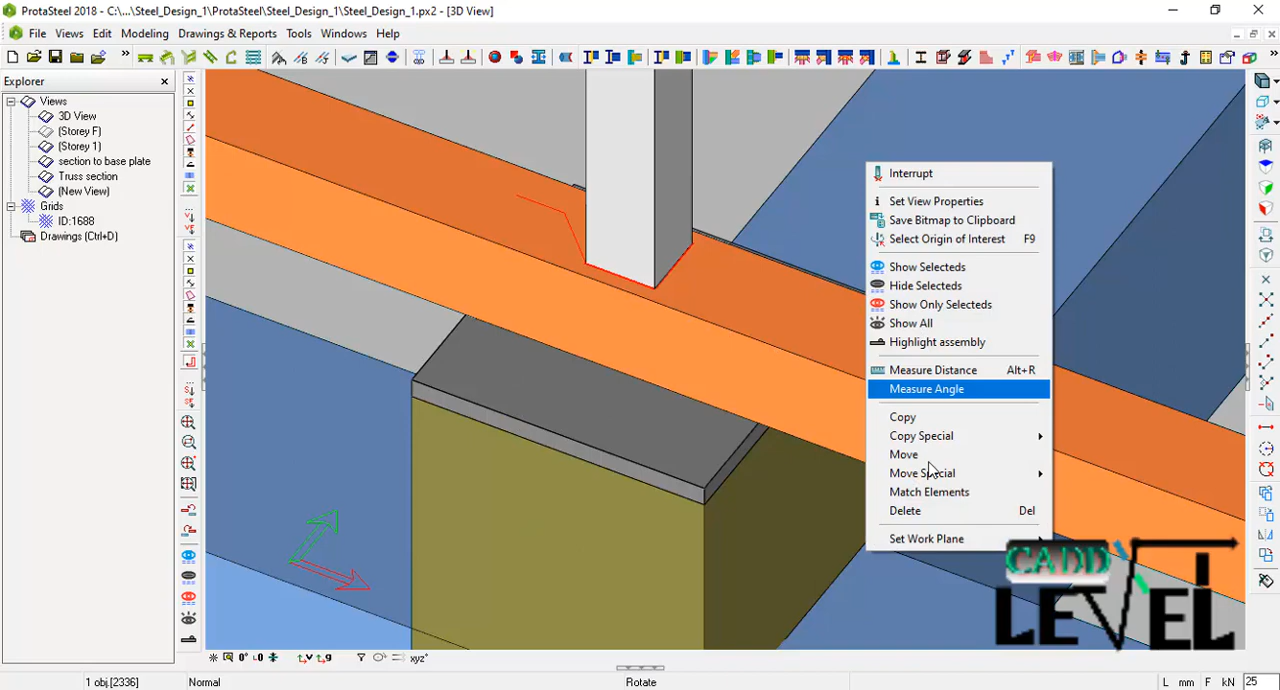 ProtaSteel 2018 - C:\...\Steel_Design_1\ProtaSteel\Steel_Design_1\Steel_Design_1.px2 - [3D View]
File Views Edit Modeling Drawings & Reports Tools Windows Help
Explorer
Views
3D View
(Storey F)
(Storey 1)
section to base plate
Truss section
(New View)
Grids
ID:1688
Drawings (Ctrl+D)
Interrupt
Set View Properties
Save Bitmap to Clipboard
Select Origin of Interest F9
Show Selecteds
Hide Selecteds
Show Only Selecteds
Show All
Highlight assembly
Measure Distance Alt+R
Measure Angle
Copy
Copy Special
Move
Move Special
Match Elements
Delete Del
Set Work Plane
CADD
LEVEL
xyz
1 obj.[2336] Normal Rotate L mm F kN 25